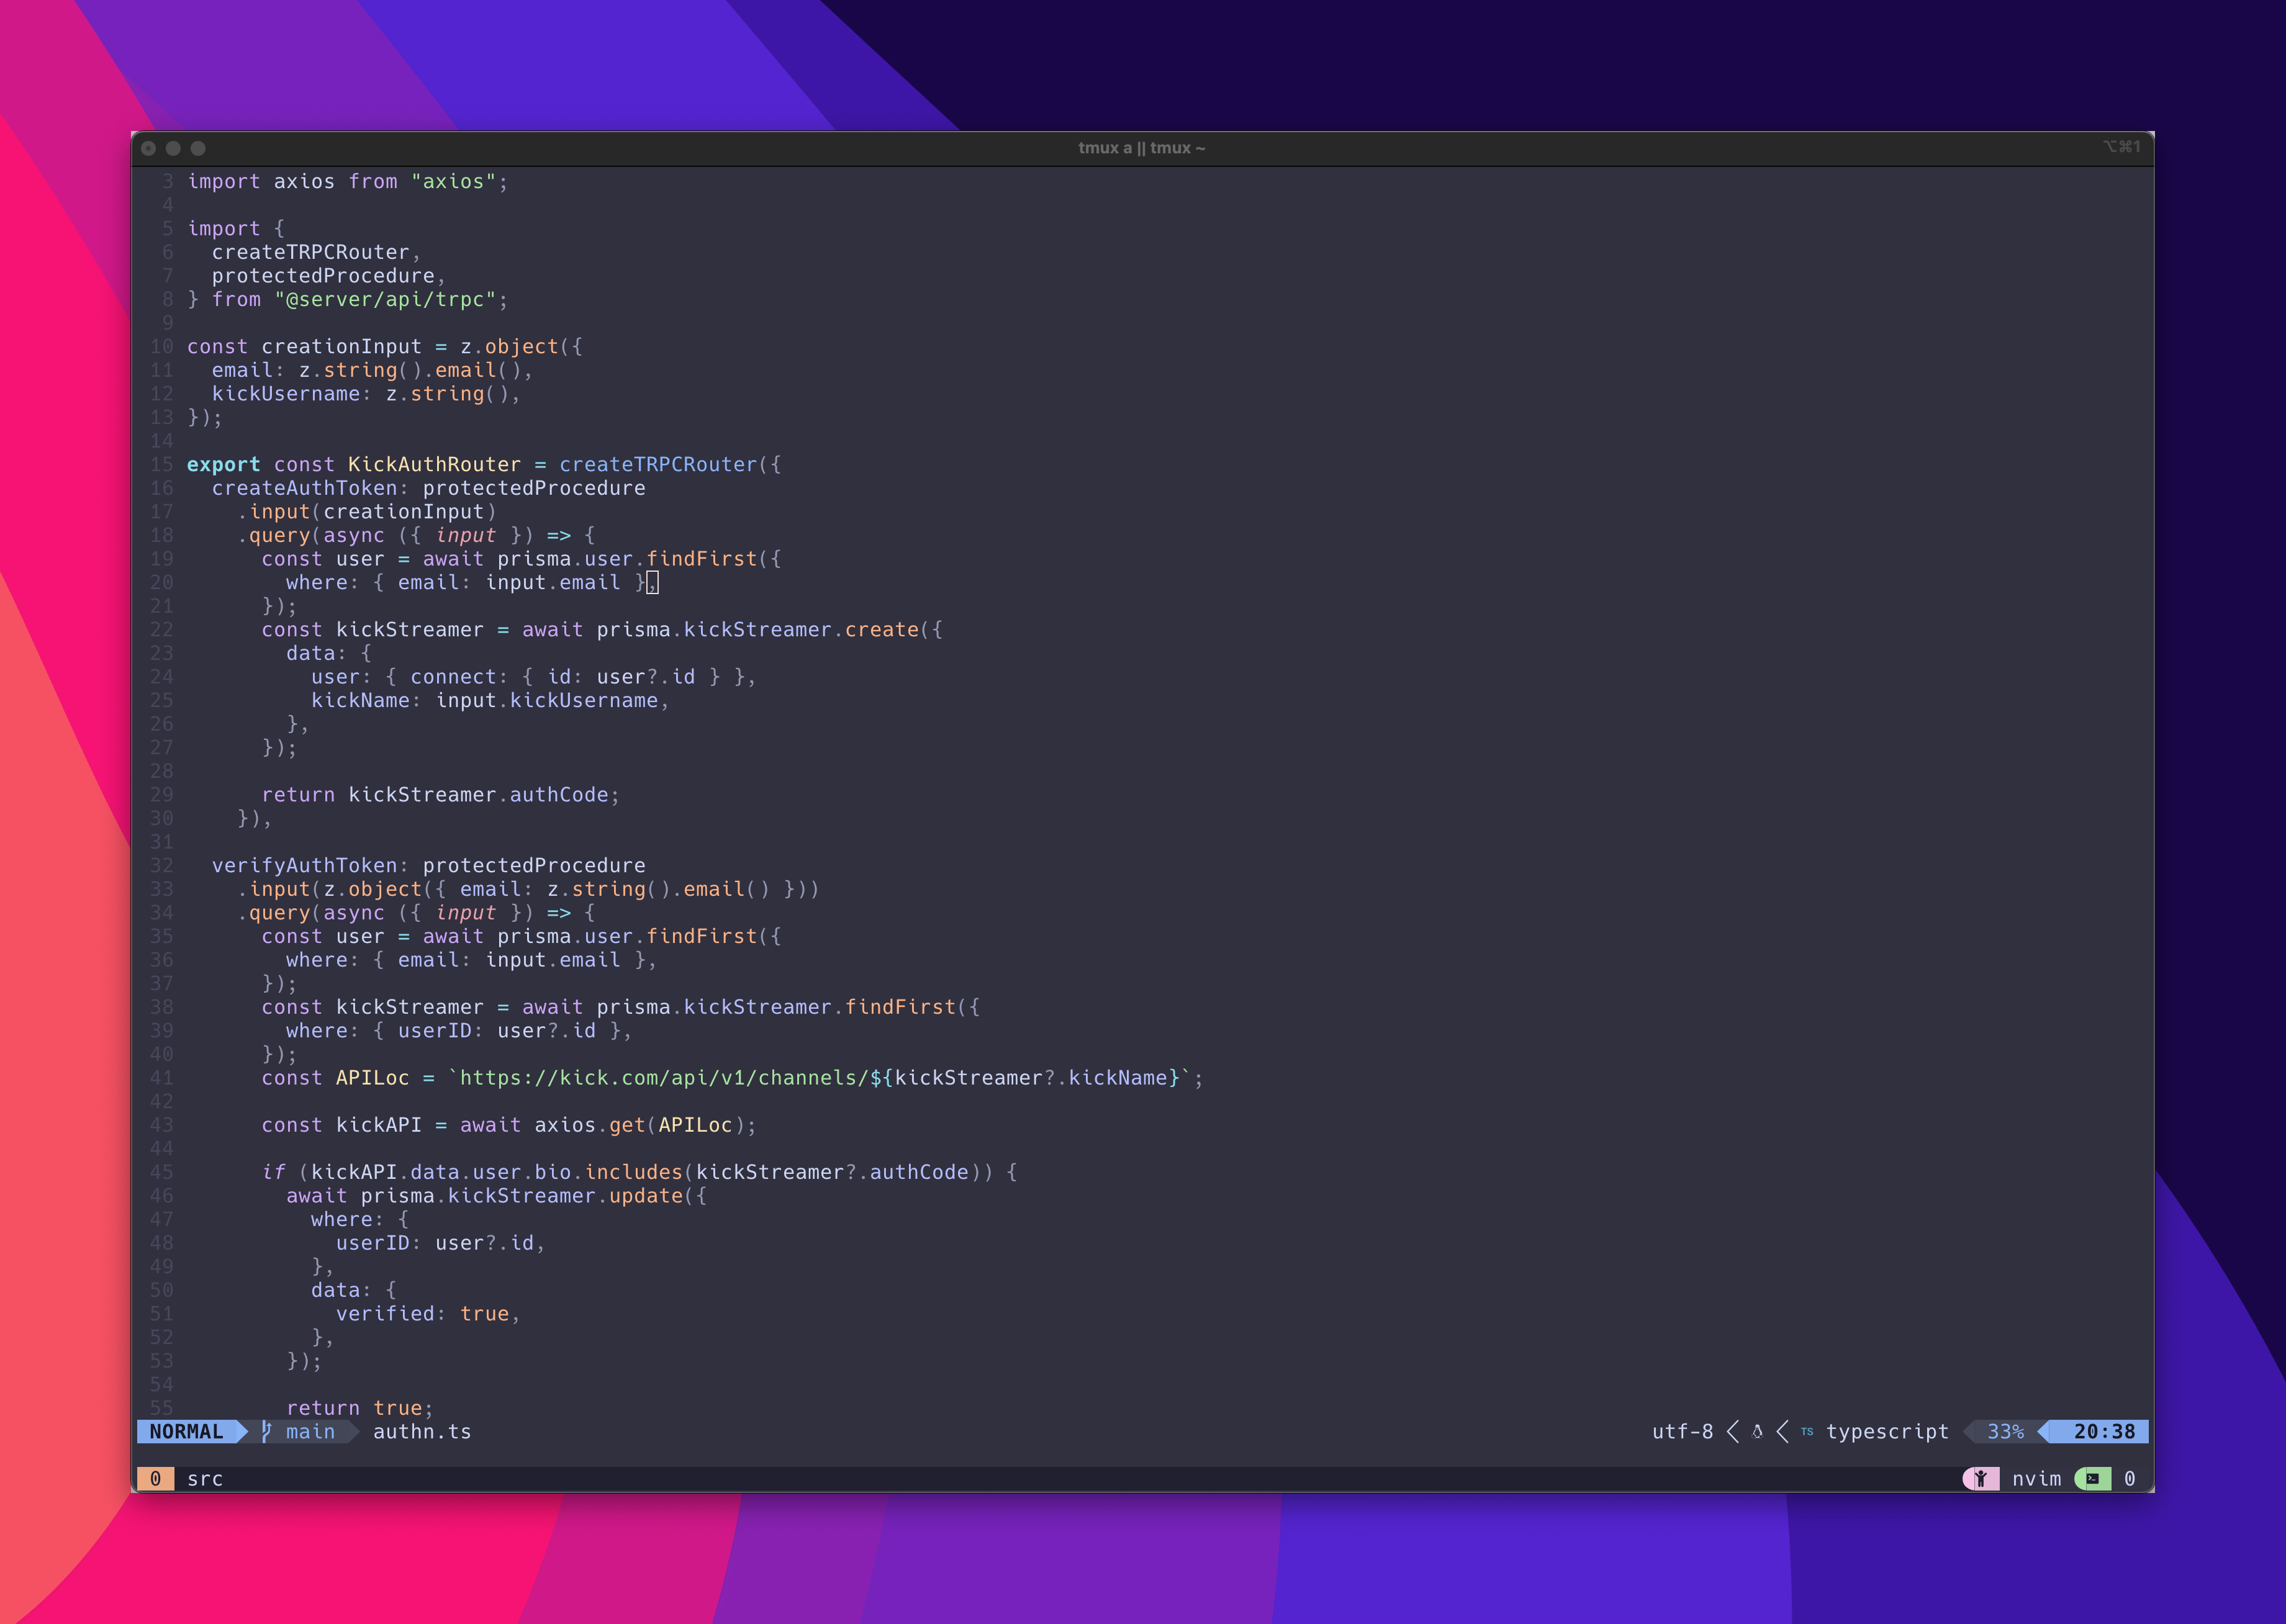 tmux a || tmux ~
⌥⌘1
3 import axios from "axios";
4
5 import {
6   createTRPCRouter,
7   protectedProcedure,
8 } from "@server/api/trpc";
9
10 const creationInput = z.object({
11   email: z.string().email(),
12   kickUsername: z.string(),
13 });
14
15 export const KickAuthRouter = createTRPCRouter({
16   createAuthToken: protectedProcedure
17     .input(creationInput)
18     .query(async ({ input }) => {
19       const user = await prisma.user.findFirst({
20         where: { email: input.email },
21       });
22       const kickStreamer = await prisma.kickStreamer.create({
23         data: {
24           user: { connect: { id: user?.id } },
25           kickName: input.kickUsername,
26         },
27       });
28
29       return kickStreamer.authCode;
30     }),
31
32   verifyAuthToken: protectedProcedure
33     .input(z.object({ email: z.string().email() }))
34     .query(async ({ input }) => {
35       const user = await prisma.user.findFirst({
36         where: { email: input.email },
37       });
38       const kickStreamer = await prisma.kickStreamer.findFirst({
39         where: { userID: user?.id },
40       });
41       const APILoc = `https://kick.com/api/v1/channels/${kickStreamer?.kickName}`;
42
43       const kickAPI = await axios.get(APILoc);
44
45       if (kickAPI.data.user.bio.includes(kickStreamer?.authCode)) {
46         await prisma.kickStreamer.update({
47           where: {
48             userID: user?.id,
49           },
50           data: {
51             verified: true,
52           },
53         });
54
55         return true;
NORMAL main authn.ts utf-8 TS typescript 33% 20:38
0 src nvim 0